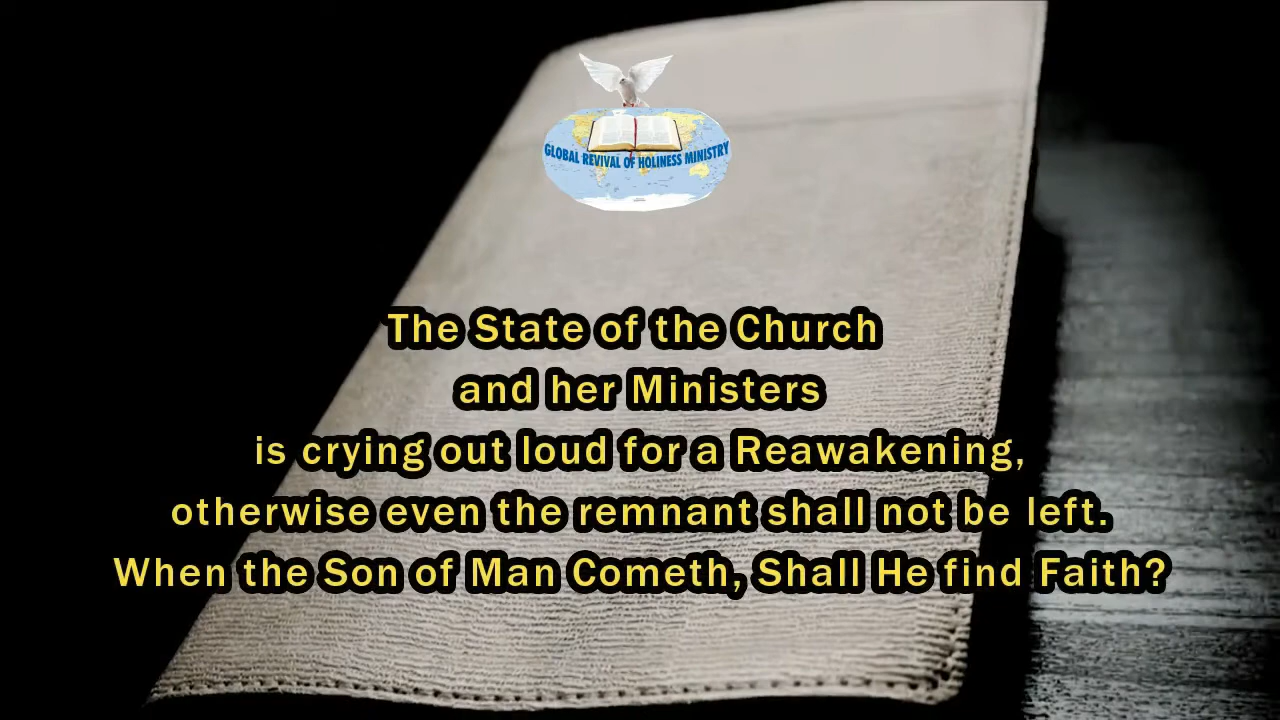 GLOBAL REVIVAL OF HOLINESS MINISTRY
The State of the Church
and her Ministers
is crying out loud for a Reawakening,
otherwise even the remnant shall not be left.
When the Son of Man Cometh, Shall He find Faith?